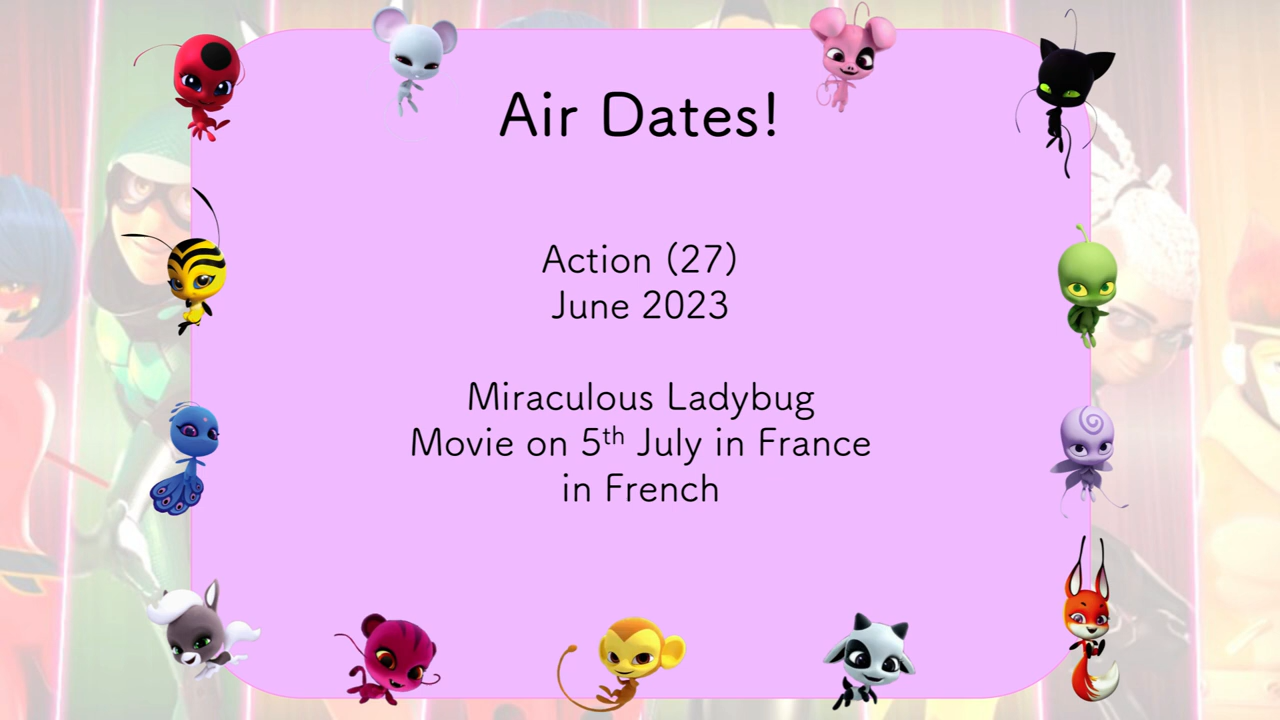 Air Dates!
Action (27)
June 2023
Miraculous Ladybug
Movie on 5th July in France
in French